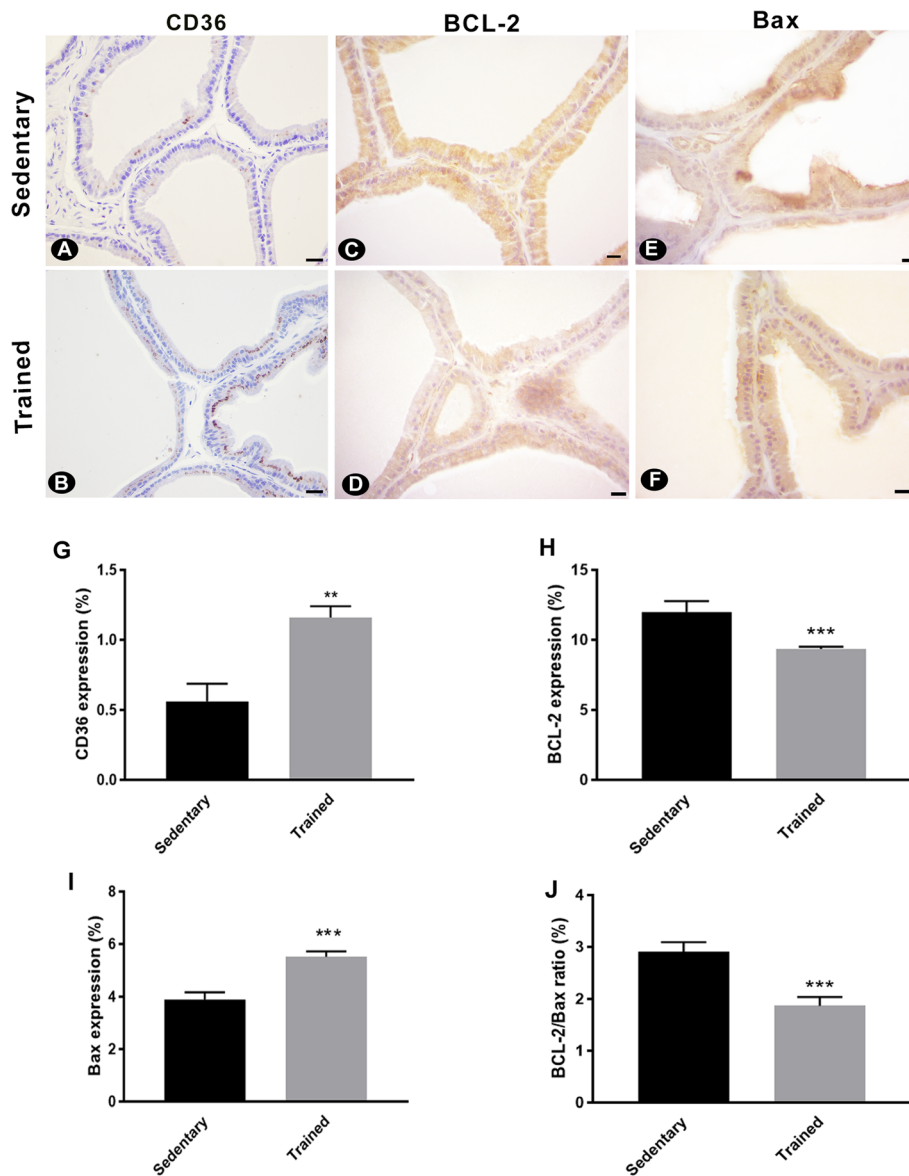 CD36
BCL-2
Bax
Sedentary
A
C
E
Trained
B
D
F
G
CD36 expression (%)
1.5
1.0
0.5
0.0
**
Sedentary
Trained
H
BCL-2 expression (%)
15
10
5
0
***
Sedentary
Trained
I
Bax expression (%)
8
6
4
2
0
***
Sedentary
Trained
J
BCL-2/Bax ratio (%)
4
3
2
1
0
***
Sedentary
Trained